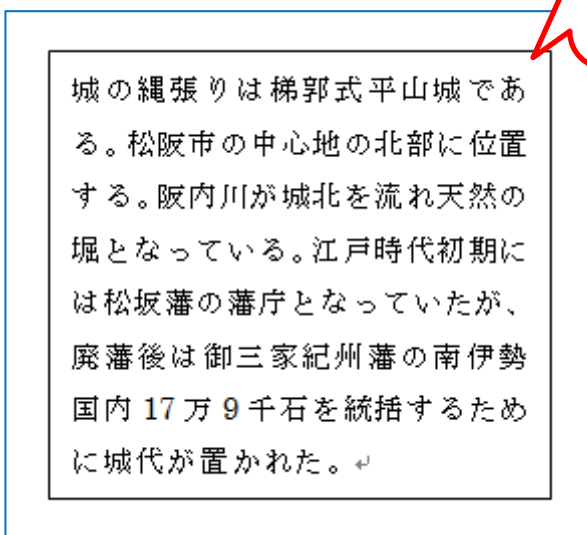 城の縄張りは梯郭式平山城であ
る。松阪市の中心地の北部に位置
する。阪内川が城北を流れ天然の
堀となっている。江戸時代初期に
は松坂藩の藩庁となっていたが、
廃藩後は御三家紀州藩の南伊勢
国内 17 万 9 千石を統括するため
に城代が置かれた。↵